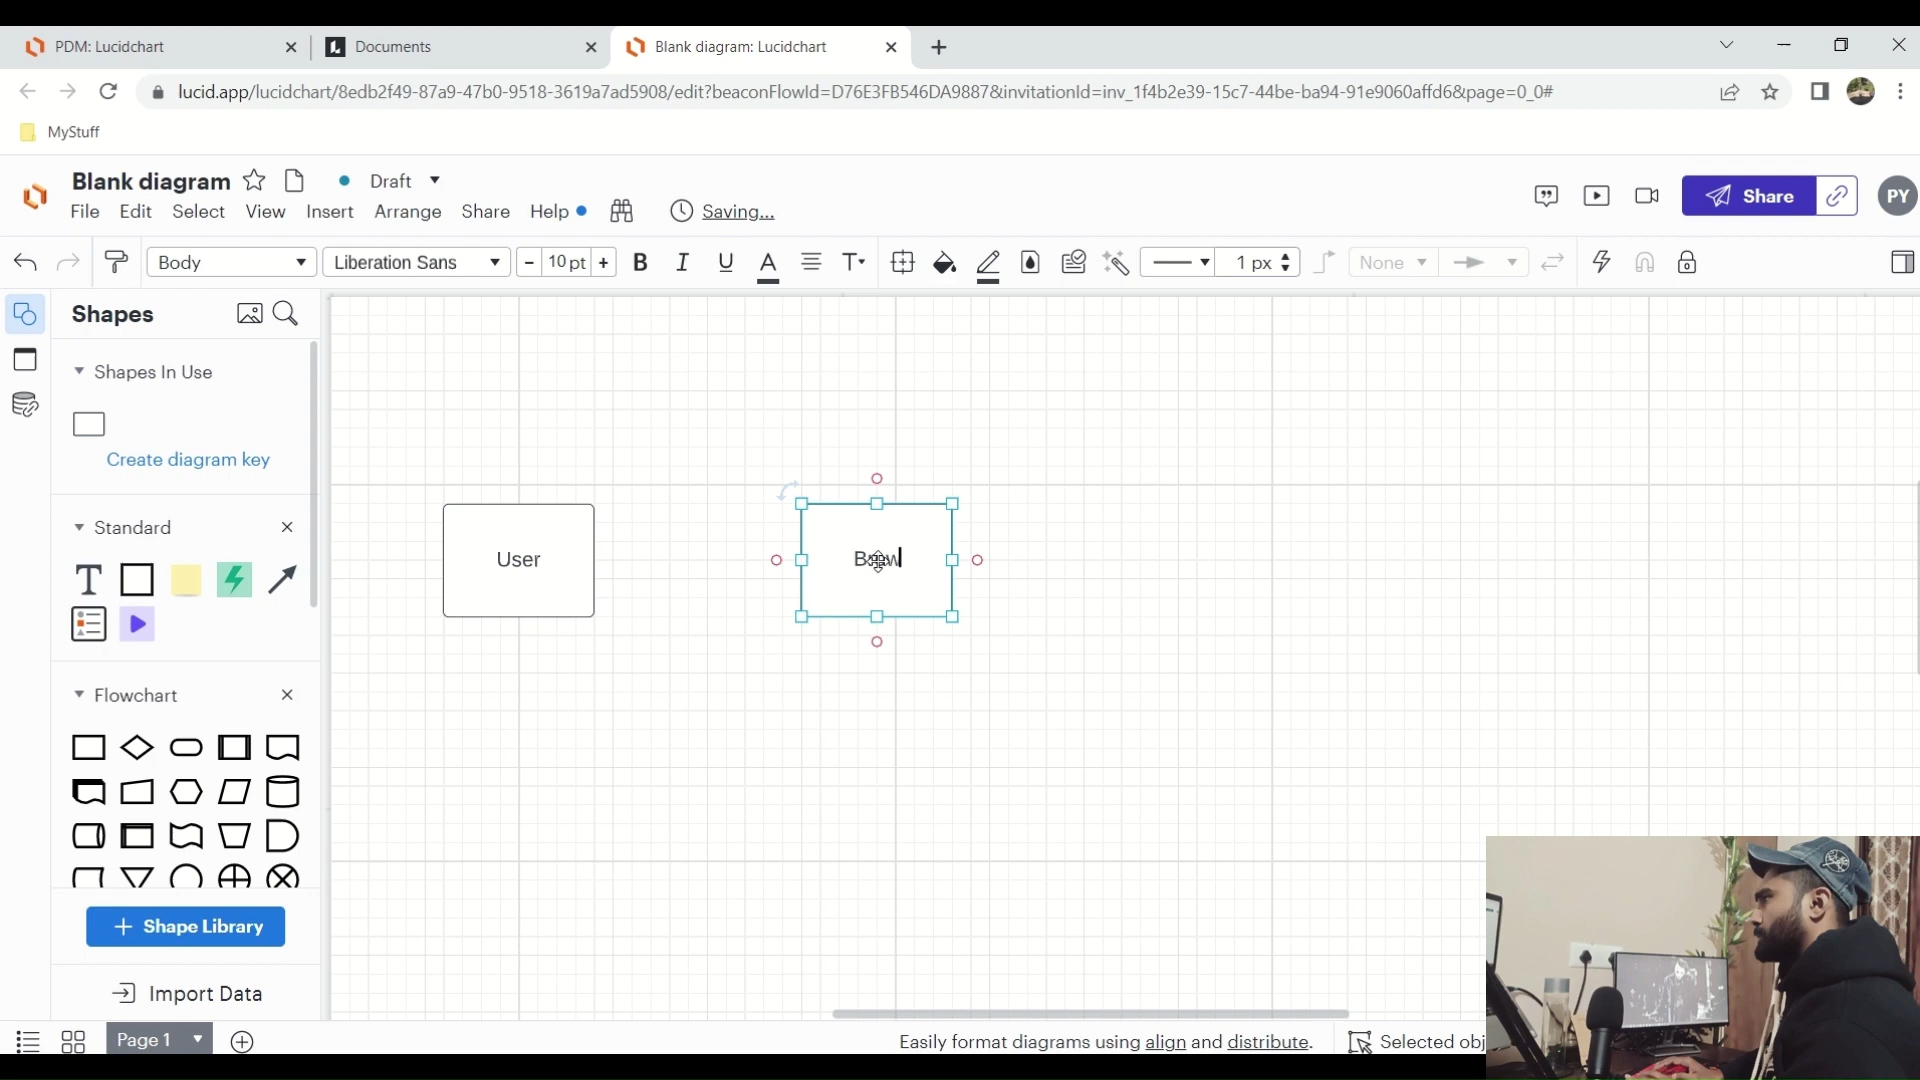 PDM: Lucidchart
Documents
Blank diagram: Lucidchart
lucid.app/lucidchart/8edb2f49-87a9-47b0-9518-3619a7ad5908/edit?beaconFlowId=D76E3FB546DA9887&invitationId=inv_1f4b2e39-15c7-44be-ba94-91e9060affd6&page=0_0#
MyStuff
Blank diagram
Draft
File Edit Select View Insert Arrange Share Help
Saving...
Share
PY
Body
Liberation Sans
- 10 pt +
B I U A T
1 px
None
Shapes
Shapes In Use
Create diagram key
Standard
T
Flowchart
+ Shape Library
Import Data
User
Page 1
Easily format diagrams using align and distribute.
Selected obj